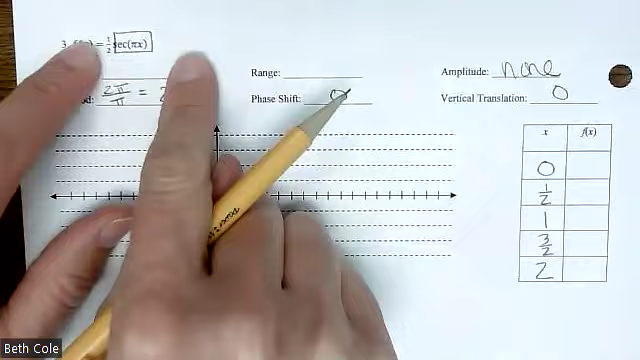 3. f(x) = 1/2 sec(πx)
Range:
Amplitude: none
2π/π = 2
Phase Shift: 0
Vertical Translation: 0
x f(x)
0
1/2
1
3/2
2
Beth Cole